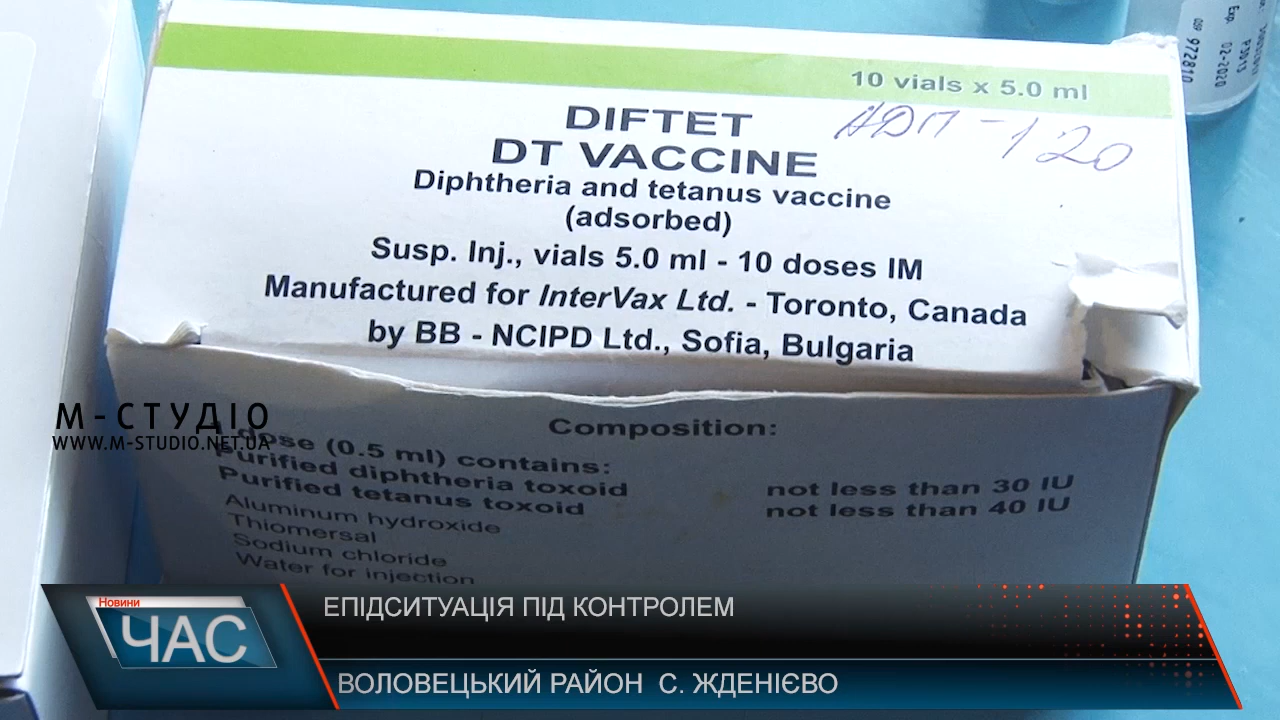 10 vials x 5.0 ml
DIFTET
АДП - 120
DT VACCINE
Diphtheria and tetanus vaccine
(adsorbed)
Susp. Inj., vials 5.0 ml - 10 doses IM
Manufactured for InterVax Ltd. - Toronto, Canada
by BB - NCIPD Ltd., Sofia, Bulgaria
Composition:
dose (0.5 ml) contains:
Purified diphtheria toxoid not less than 30 IU
Purified tetanus toxoid not less than 40 IU
Aluminum hydroxide
Thiomersal
Sodium chloride
Water for injection
Exp. 02-2020
972810
М-СТУДІО
WWW.M-STUDIO.NET.UA
Новини
ЧАС
ЕПІДСИТУАЦІЯ ПІД КОНТРОЛЕМ
ВОЛОВЕЦЬКИЙ РАЙОН С. ЖДЕНІЄВО